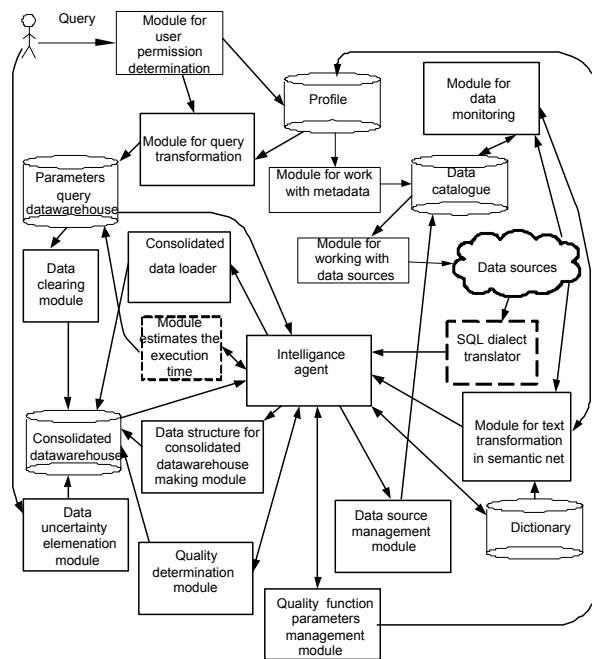 Query
Module for
user
permission
determination
Profile
Module for
data
monitoring
Module for query
transformation
Parameters
query
datawarehouse
Module for work
with metadata
Data
catalogue
Consolidated
data loader
Module for
working with
data sources
Data sources
Data
clearing
module
Module
estimates the
execution
time
Intelligance
agent
SQL dialect
translator
Consolidated
datawarehouse
Data structure for
consolidated
datawarehouse
making module
Module for text
transformation
in semantic net
Data
uncertainty
elemenation
module
Quality
determination
module
Data source
management
module
Dictionary
Quality function
parameters
management
module